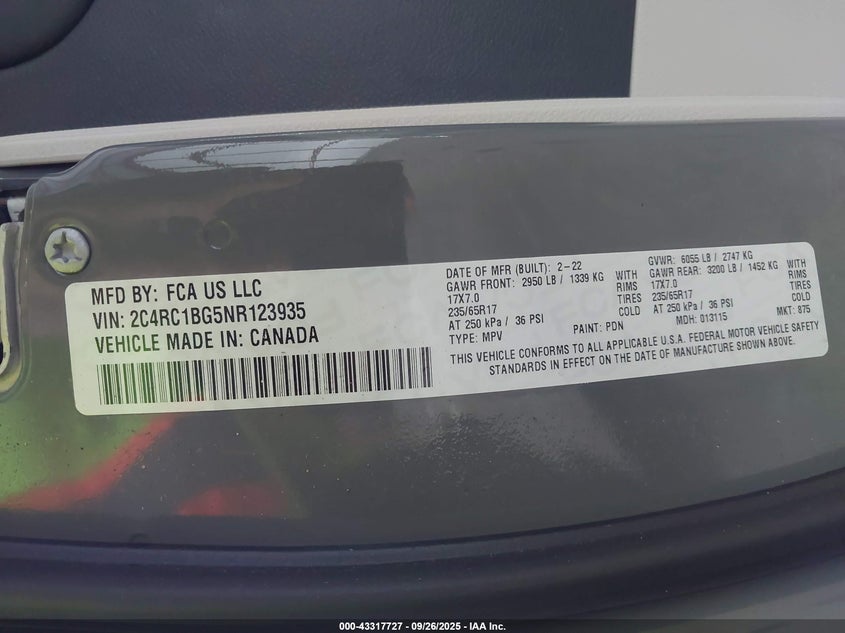 MFD BY: FCA US LLC
VIN: 2C4RC1BG5NR123935
VEHICLE MADE IN: CANADA
DATE OF MFR (BUILT): 2-22
GAWR FRONT: 2950 LB / 1339 KG WITH
17X7.0 RIMS
235/65R17 TIRES
AT 250 kPa / 36 PSI COLD
TYPE: MPV
PAINT: PDN
GVWR: 6055 LB / 2747 KG
GAWR REAR: 3200 LB / 1452 KG WITH
17X7.0 RIMS
235/65R17 TIRES
AT 250 kPa / 36 PSI COLD
MDH: 013115 MKT: 875
THIS VEHICLE CONFORMS TO ALL APPLICABLE U.S.A. FEDERAL MOTOR VEHICLE SAFETY
STANDARDS IN EFFECT ON THE DATE OF MANUFACTURE SHOWN ABOVE.
000-43317727 - 09/26/2025 - IAA Inc.